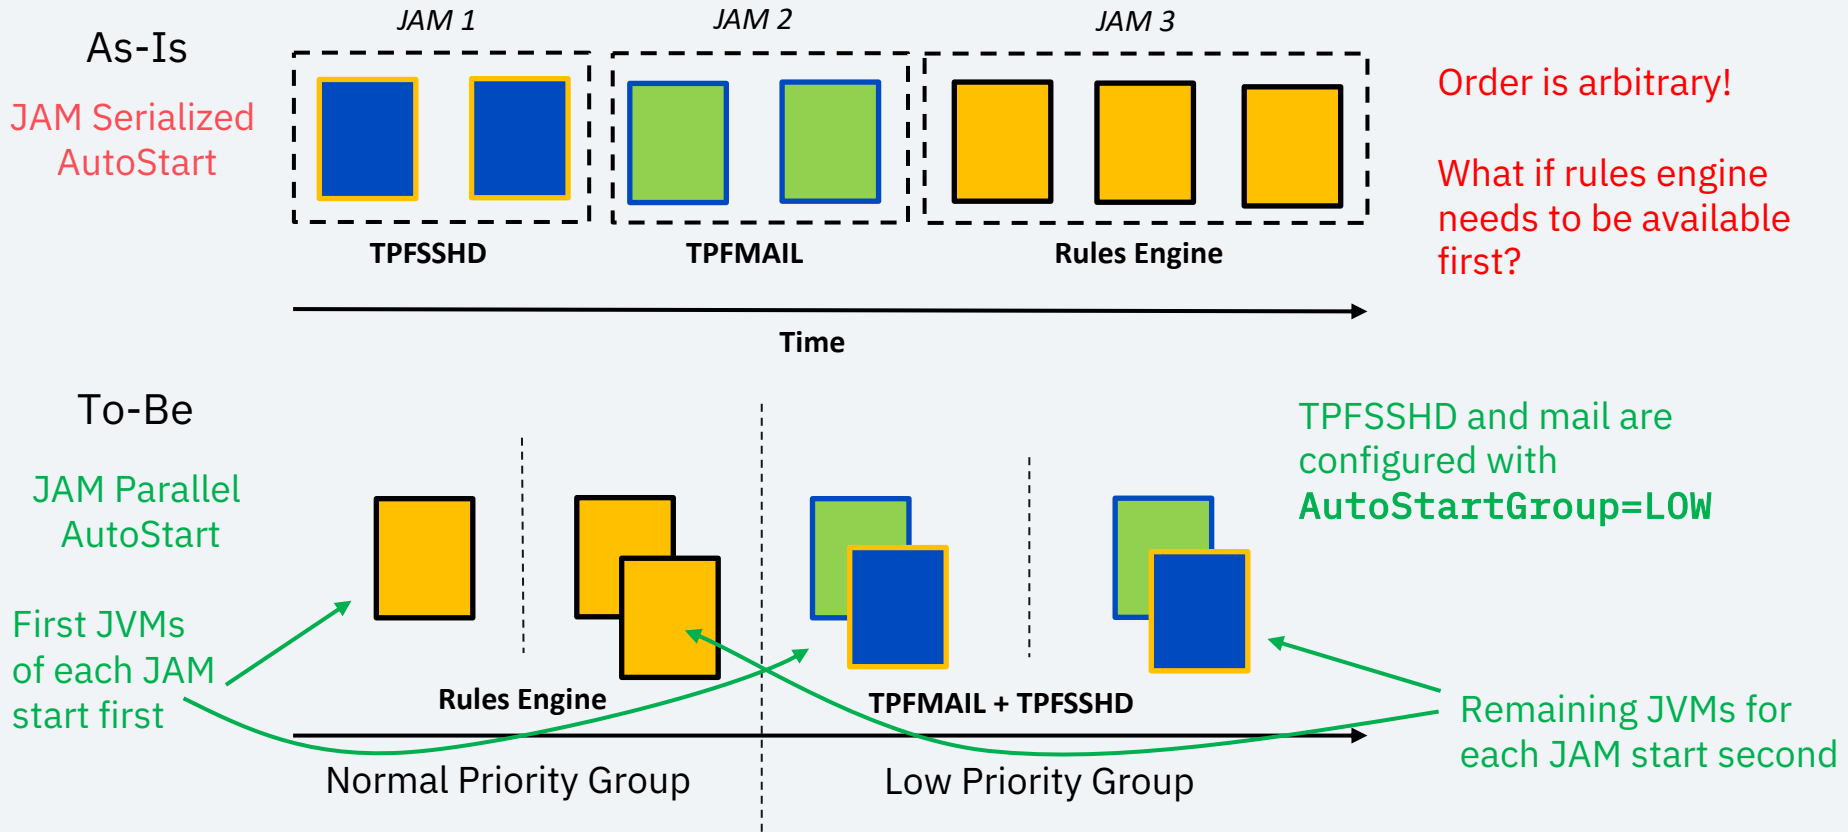 As-Is
JAM Serialized
AutoStart
JAM 1
JAM 2
JAM 3
TPFSSHD
TPFMAIL
Rules Engine
Time
Order is arbitrary!
What if rules engine
needs to be available
first?
To-Be
JAM Parallel
AutoStart
First JVMs
of each JAM
start first
Rules Engine
TPFMAIL + TPFSSHD
Normal Priority Group
Low Priority Group
TPFSSHD and mail are
configured with
AutoStartGroup=LOW
Remaining JVMs for
each JAM start second